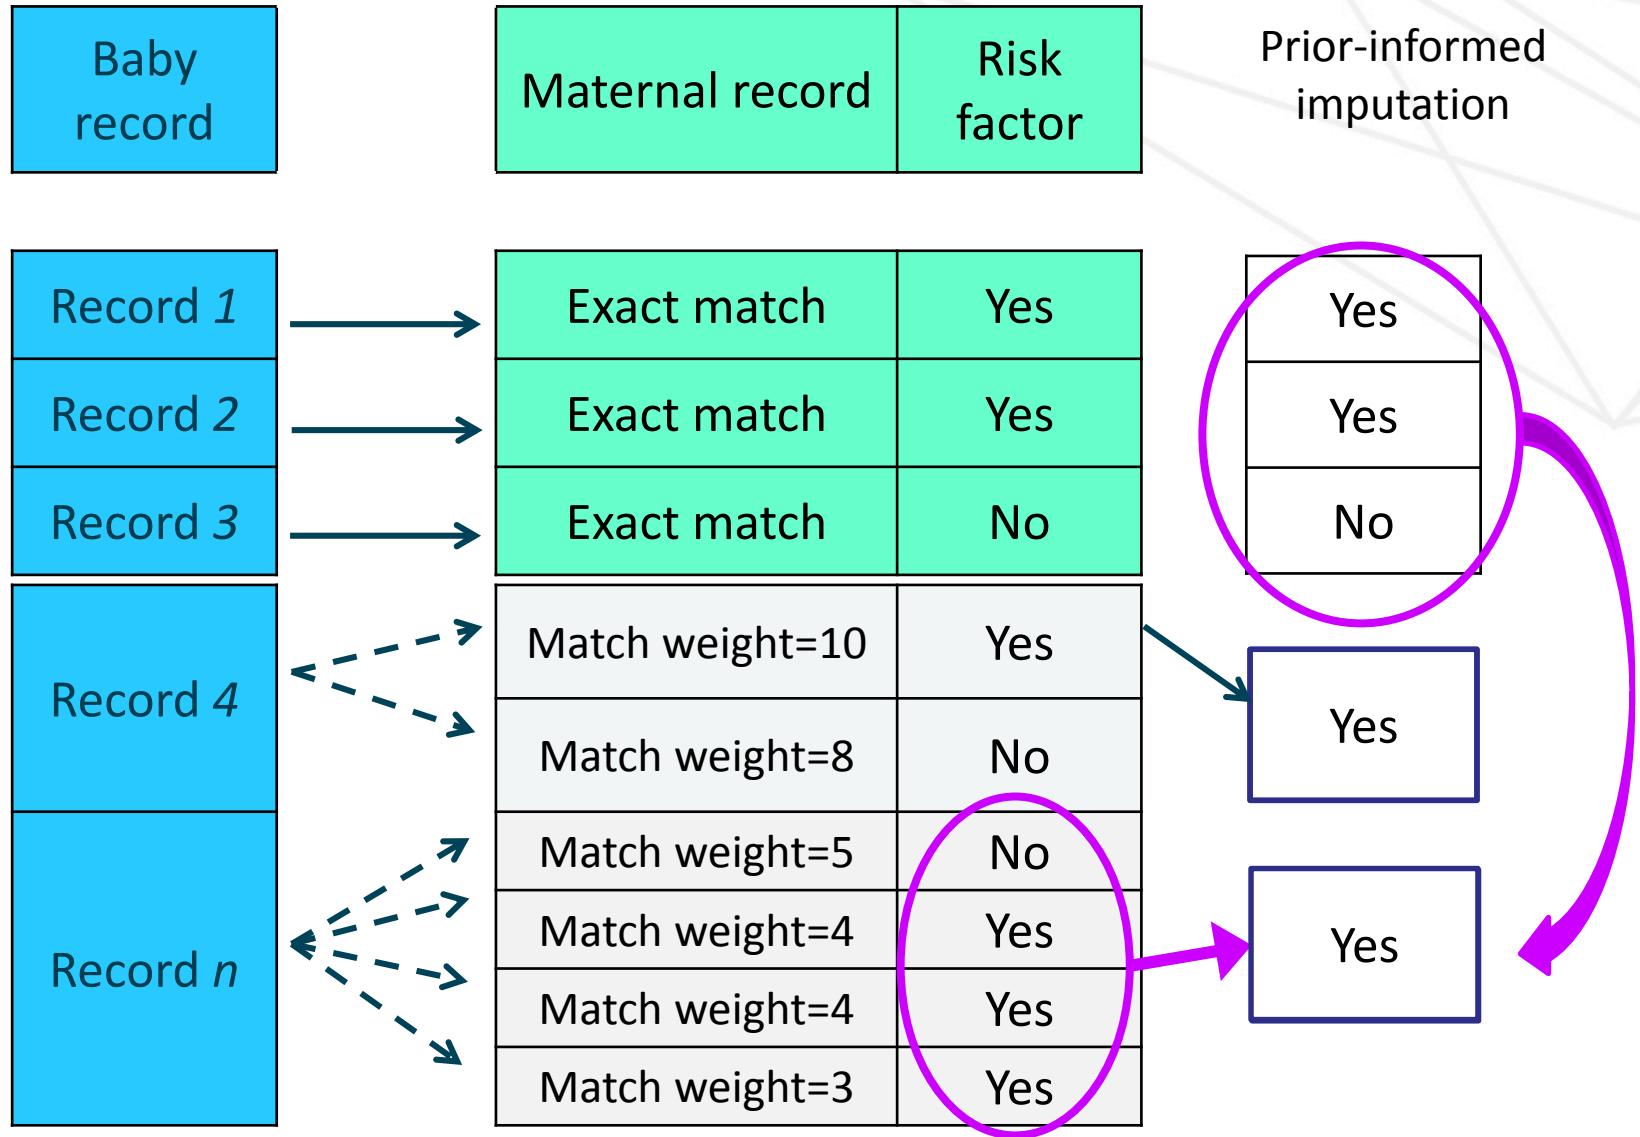 Baby
record
Maternal record
Risk
factor
Prior-informed
imputation
Record 1
Exact match
Yes
Yes
Record 2
Exact match
Yes
Yes
Record 3
Exact match
No
No
Record 4
Match weight=10
Yes
Yes
Match weight=8
No
Record n
Match weight=5
No
Match weight=4
Yes
Yes
Match weight=4
Yes
Match weight=3
Yes